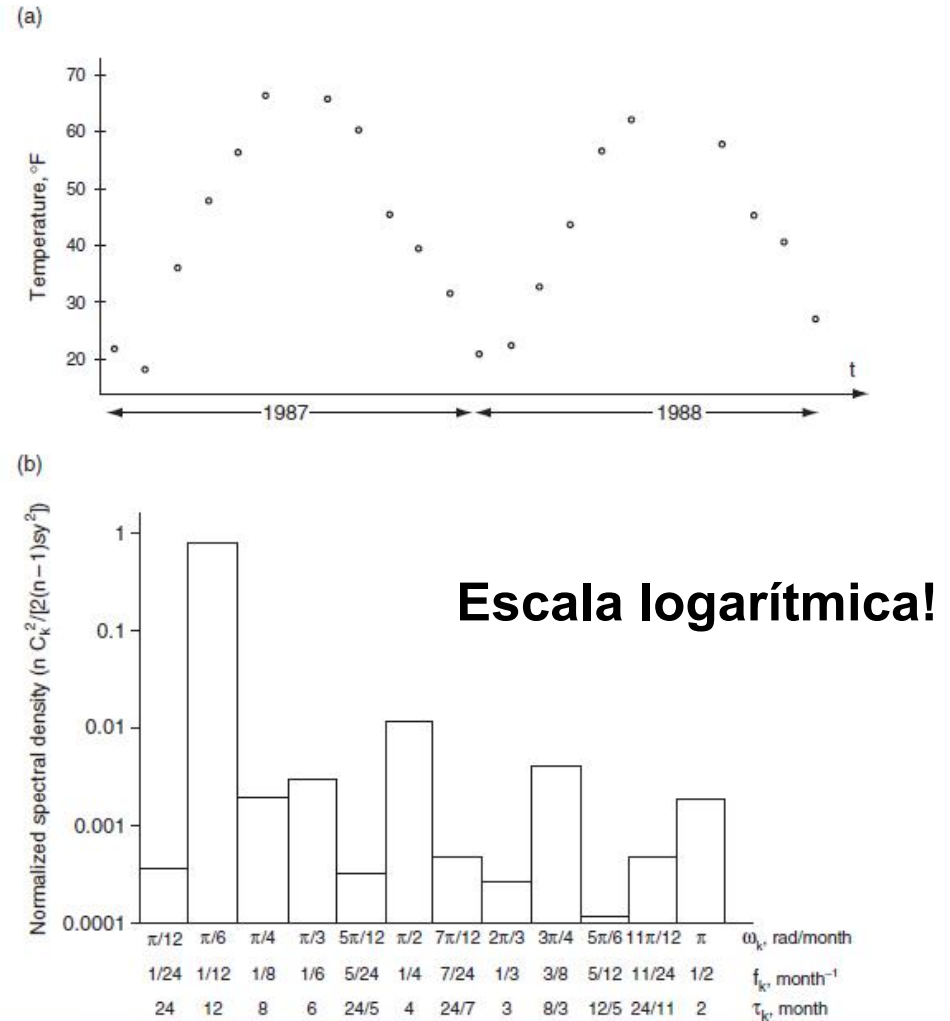 (a)
70
60
50
40
30
20
Temperature, °F
t
1987
1988
(b)
Normalized spectral density (n C_k²/[2(n−1)sy²])
1
0.1
0.01
0.001
0.0001
Escala logarítmica!
π/12 π/6 π/4 π/3 5π/12 π/2 7π/12 2π/3 3π/4 5π/6 11π/12 π ω_k, rad/month
1/24 1/12 1/8 1/6 5/24 1/4 7/24 1/3 3/8 5/12 11/24 1/2 f_k, month⁻¹
24 12 8 6 24/5 4 24/7 3 8/3 12/5 24/11 2 τ_k, month